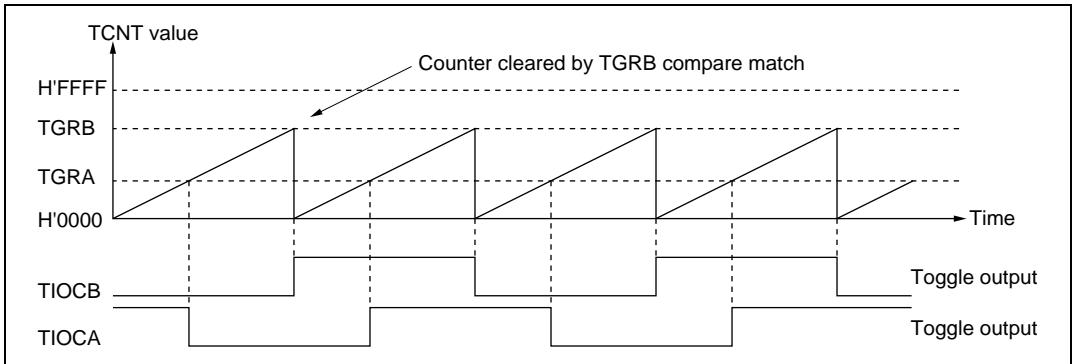 TCNT value
Counter cleared by TGRB compare match
H'FFFF
TGRB
TGRA
H'0000
Time
TIOCB
Toggle output
TIOCA
Toggle output